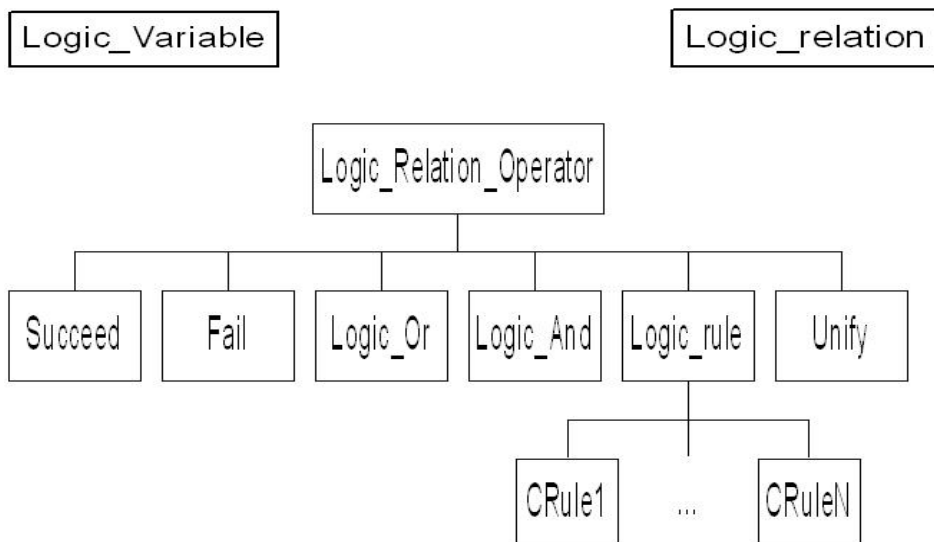 Logic_Variable
Logic_relation
Logic_Relation_Operator
Succeed
Fail
Logic_Or
Logic_And
Logic_rule
Unify
CRule1
...
CRuleN